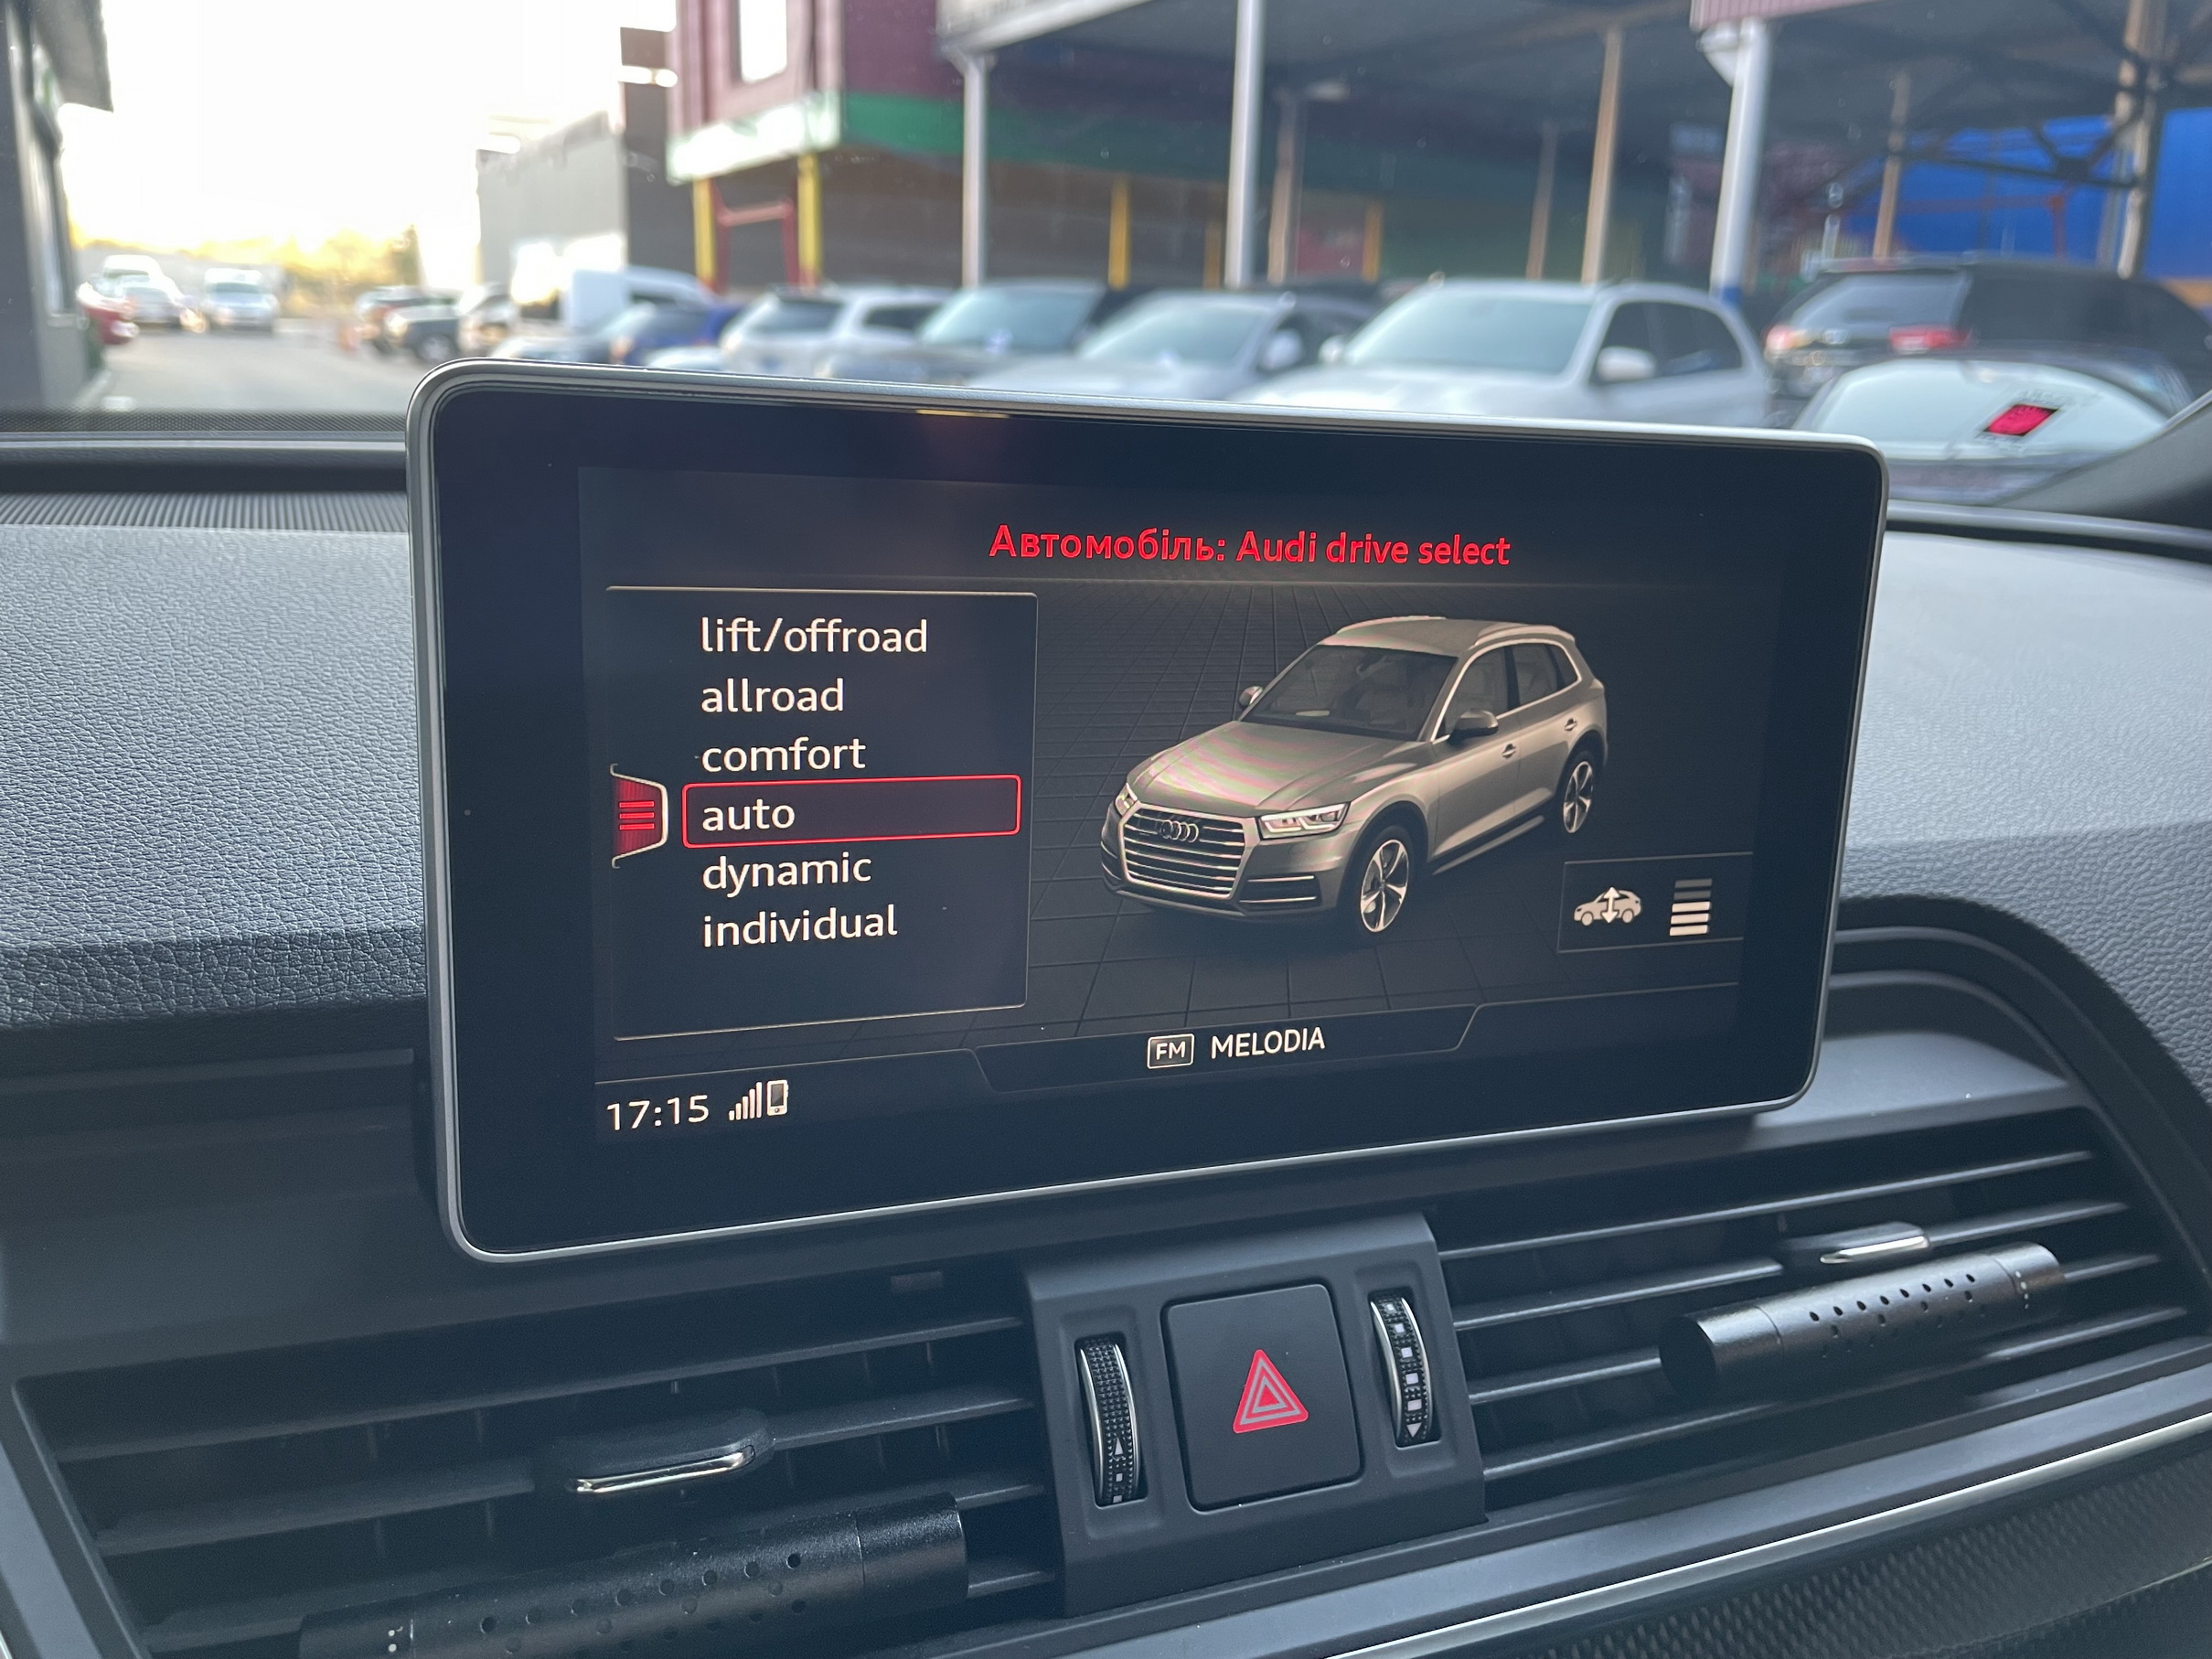 Автомобіль: Audi drive select
lift/offroad
allroad
comfort
auto
dynamic
individual
FM MELODIA
17:15